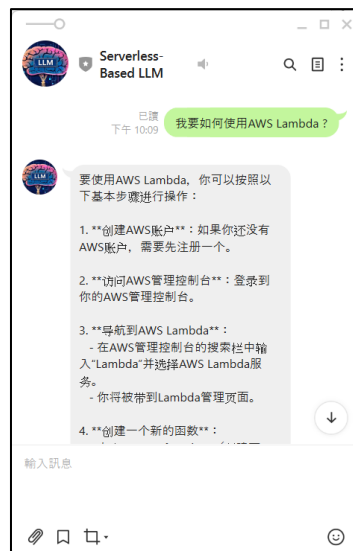 Serverless-
Based LLM
已讀
下午 10:09
我要如何使用AWS Lambda ?
LLM
要使用AWS Lambda，你可以按照以
下基本步骤进行操作：
1. **创建AWS账户**：如果你还没有
AWS账户，需要先注册一个。
2. **访问AWS管理控制台**：登录到
你的AWS管理控制台。
3. **导航到AWS Lambda**：
- 在AWS管理控制台的搜索栏中输
入“Lambda”并选择AWS Lambda服
务。
- 你将被带到Lambda管理页面。
4. **创建一个新的函数**：
輸入訊息